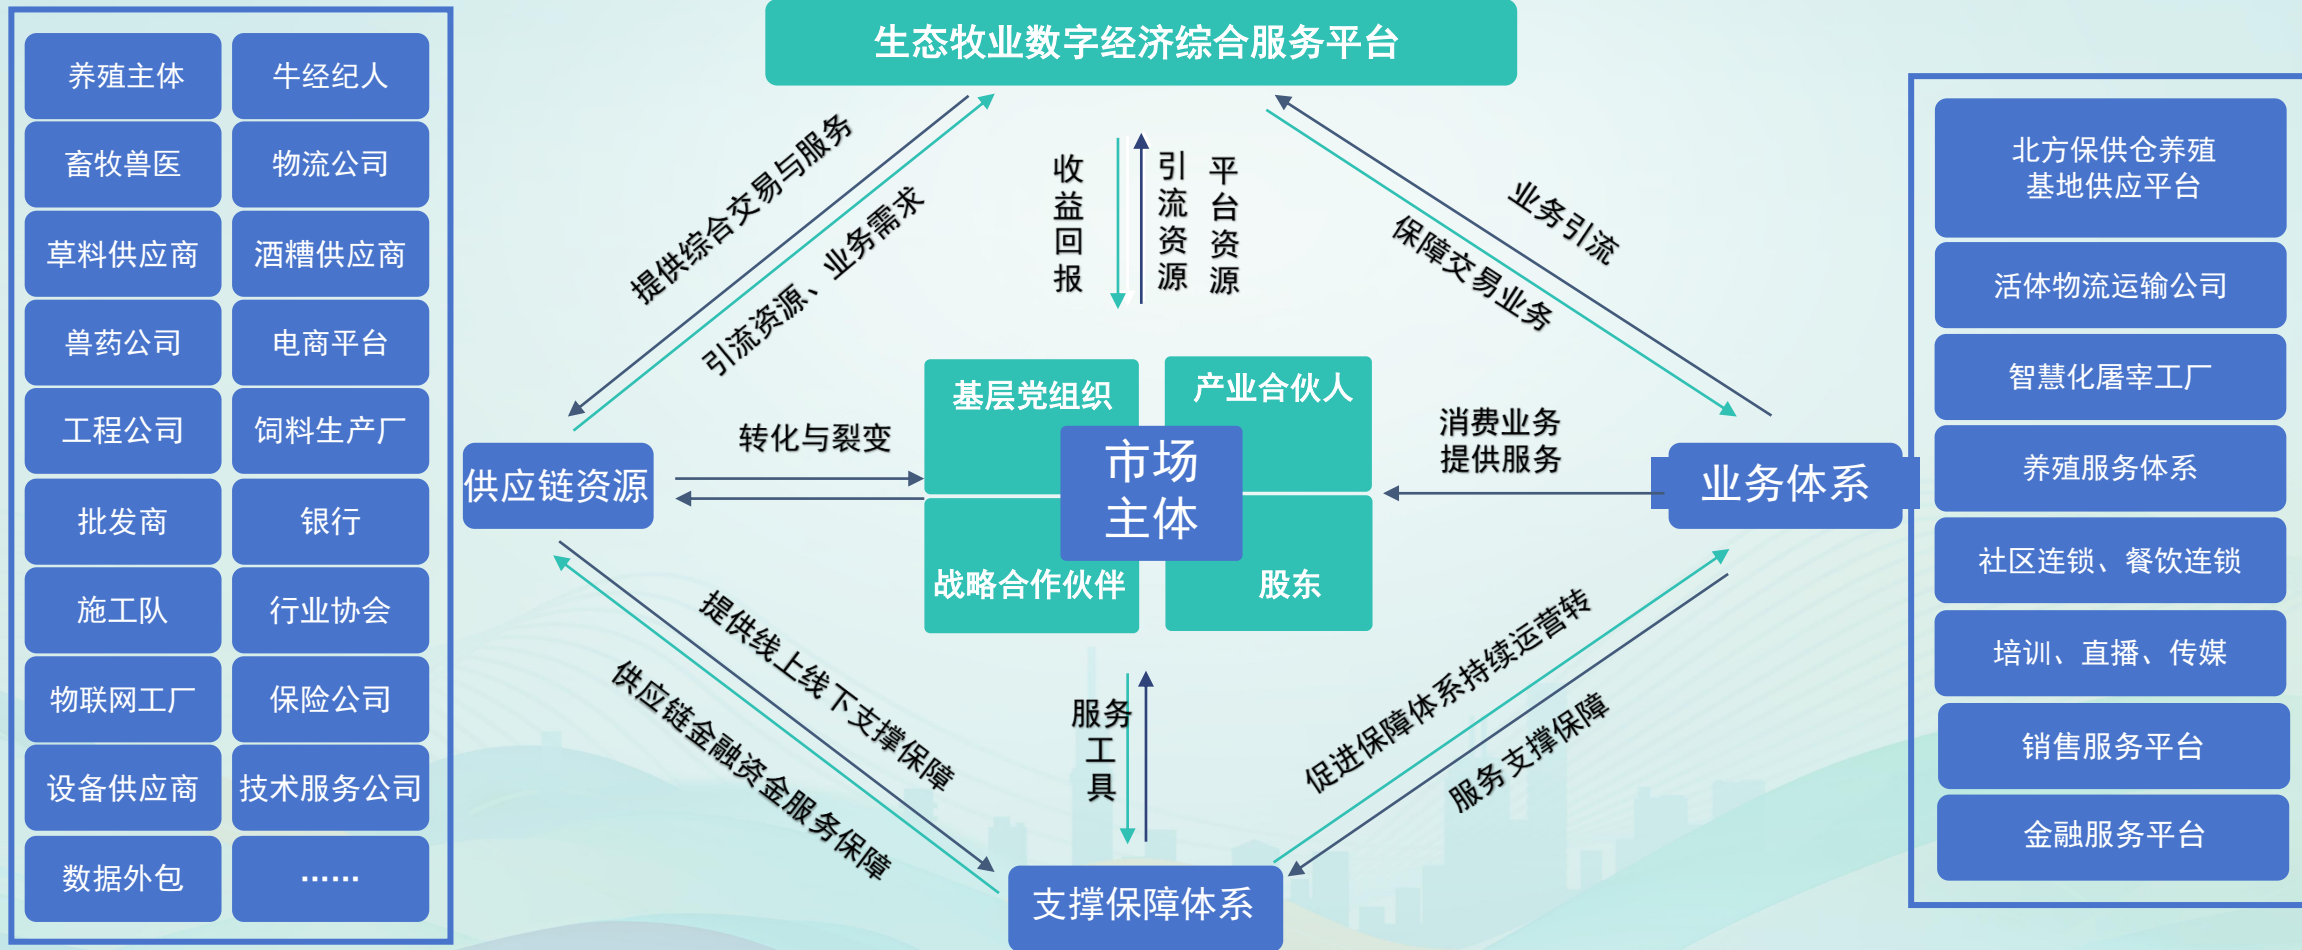 生态牧业数字经济综合服务平台
养殖主体
牛经纪人
畜牧兽医
物流公司
草料供应商
酒糟供应商
兽药公司
电商平台
工程公司
饲料生产厂
批发商
银行
施工队
行业协会
物联网工厂
保险公司
设备供应商
技术服务公司
数据外包
······
供应链资源
提供综合交易与服务
引流资源、业务需求
收益回报
引流资源
平台资源
业务引流
保障交易业务
转化与裂变
基层党组织
产业合伙人
市场
主体
战略合作伙伴
股东
消费业务
提供服务
业务体系
提供线上线下支撑保障
供应链金融资金服务保障
服务
工
具
促进保障体系持续运营转
服务支撑保障
支撑保障体系
北方保供仓养殖
基地供应平台
活体物流运输公司
智慧化屠宰工厂
养殖服务体系
社区连锁、餐饮连锁
培训、直播、传媒
销售服务平台
金融服务平台